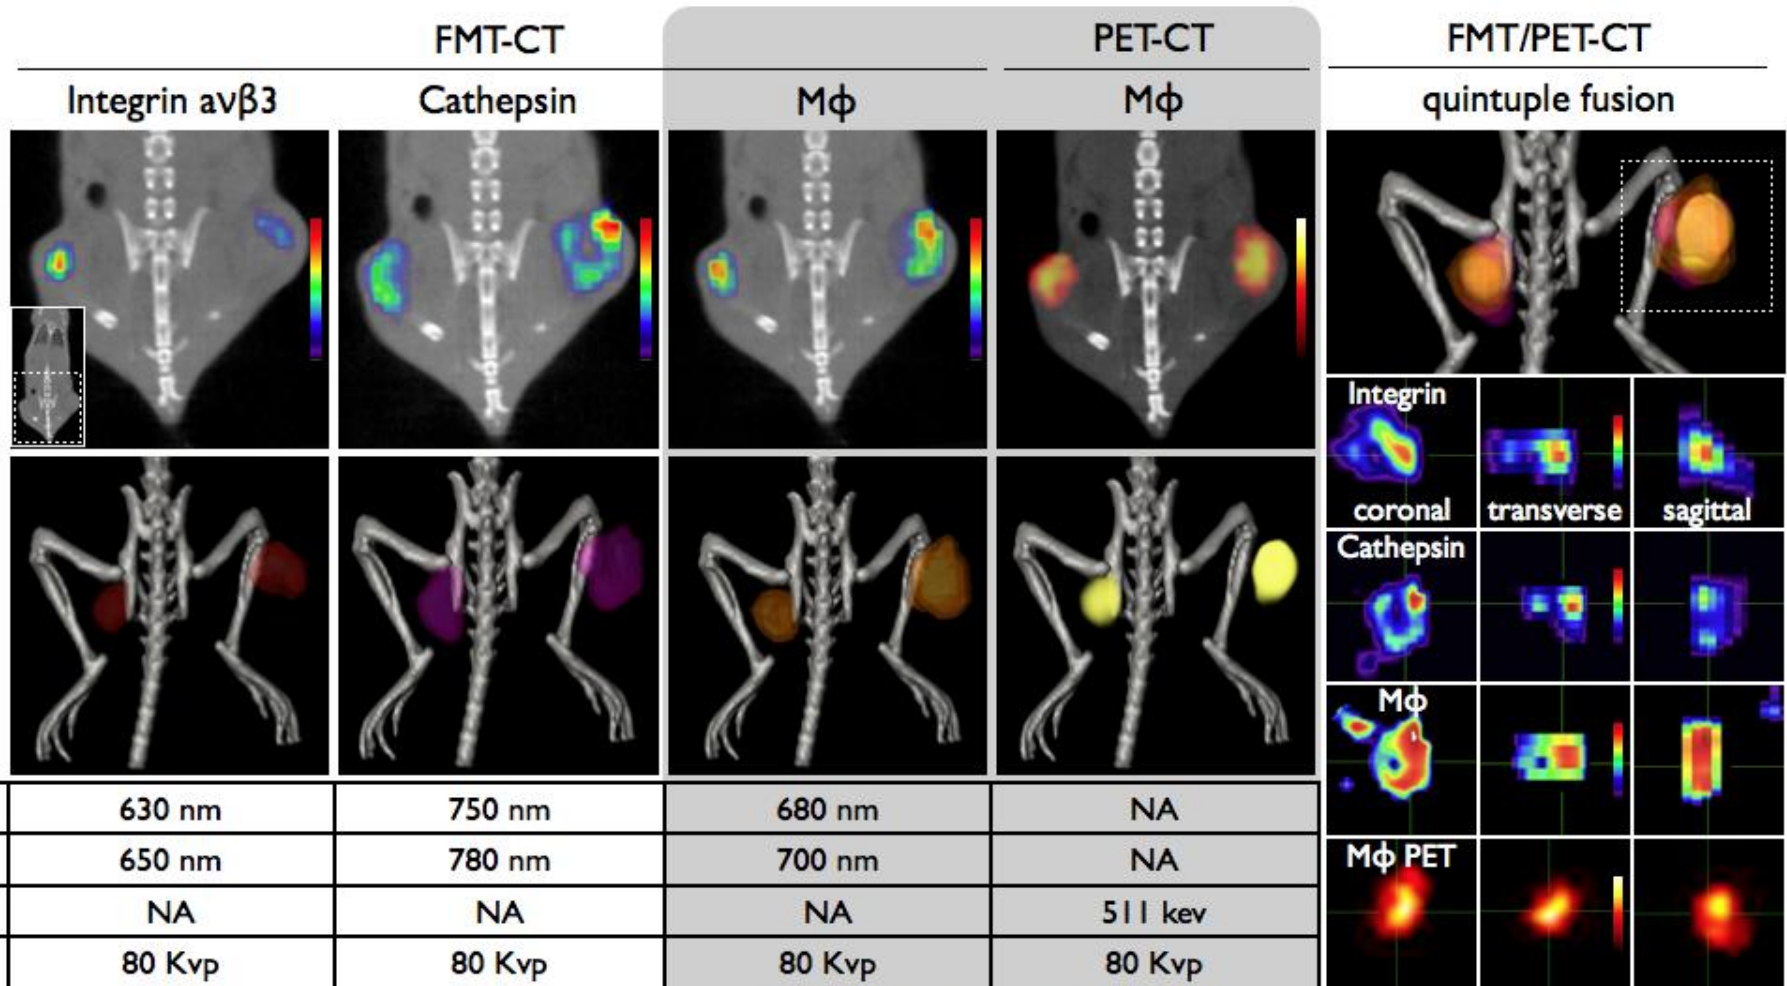 FMT-CT PET-CT FMT/PET-CT
Integrin aνβ3 Cathepsin Mϕ Mϕ quintuple fusion
Integrin
coronal transverse sagittal
Cathepsin
Mϕ
630 nm 750 nm 680 nm NA
650 nm 780 nm 700 nm NA
Mϕ PET
NA NA NA 511 kev
80 Kvp 80 Kvp 80 Kvp 80 Kvp